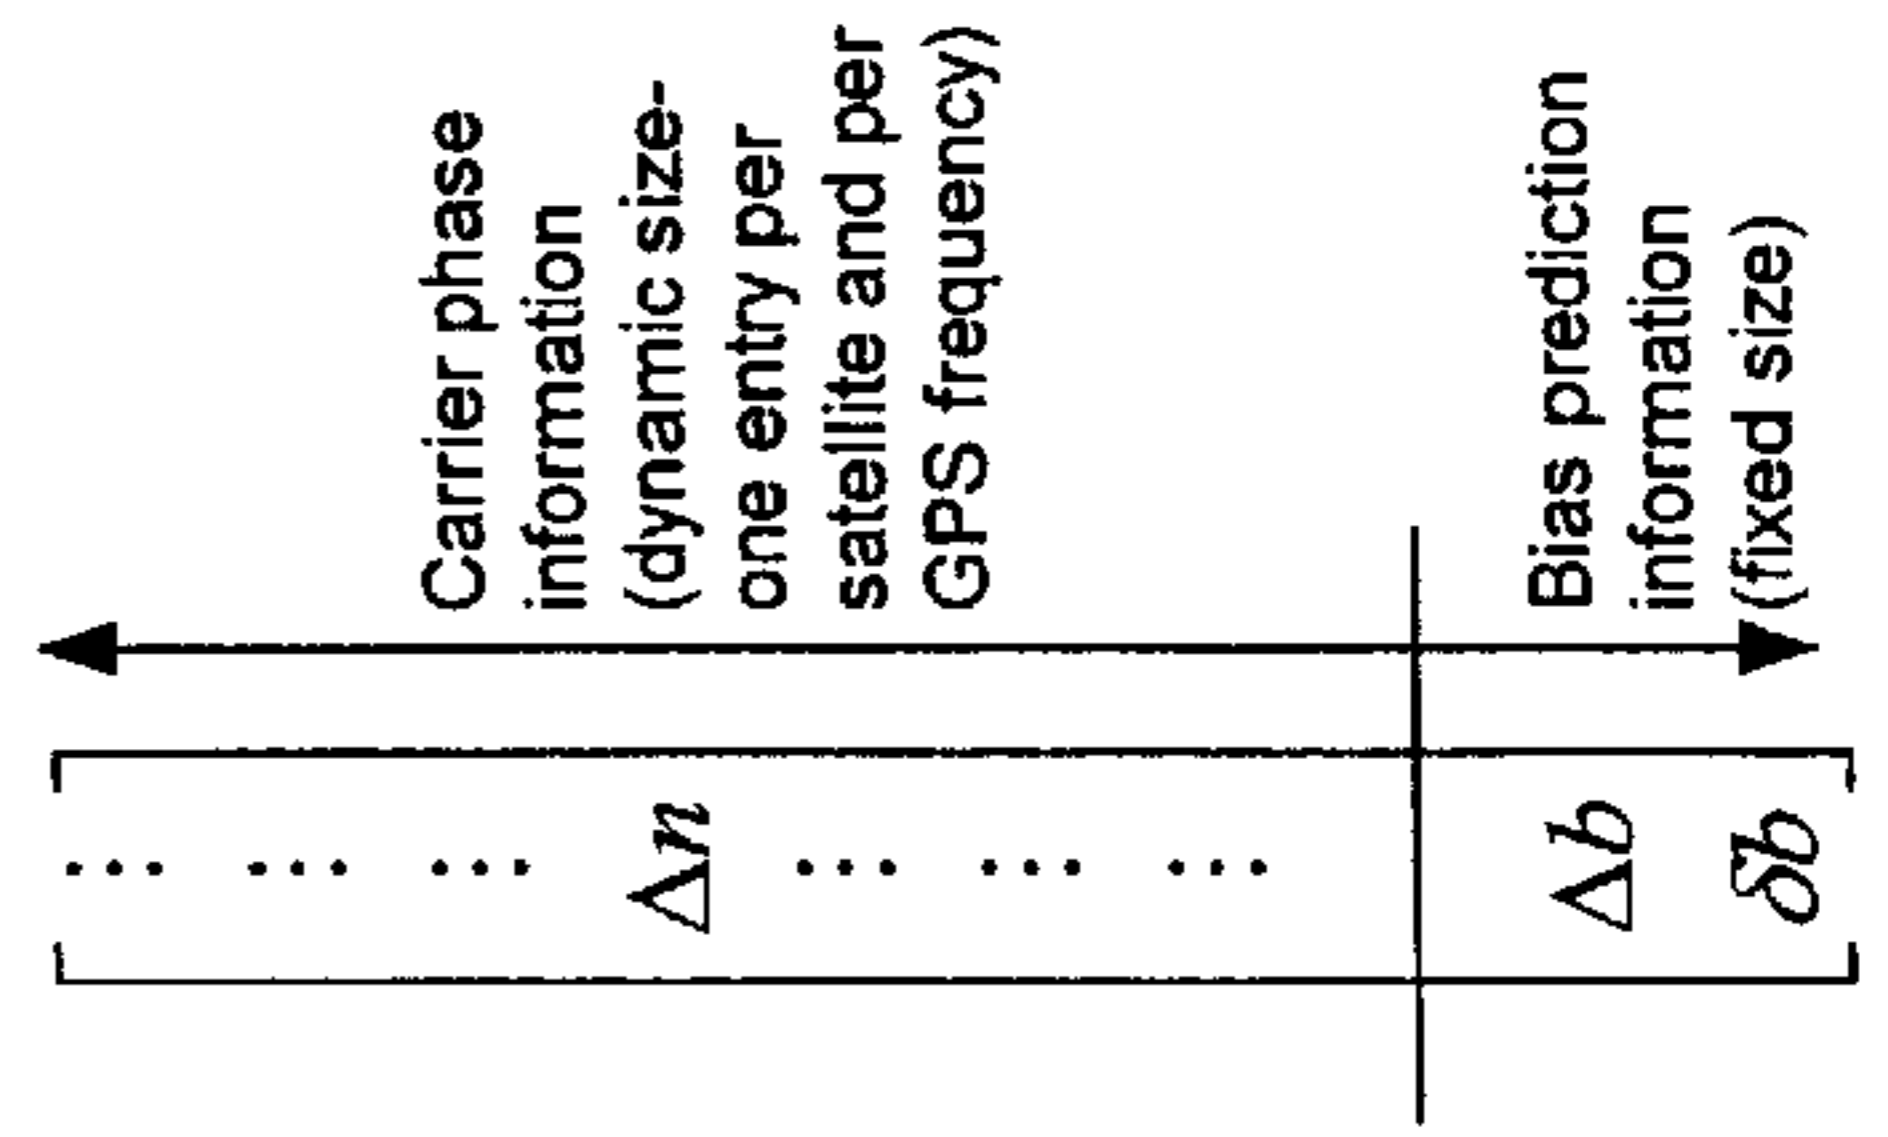 ⋮
⋮
⋮
Δn
⋮
⋮
⋮
Δb
δb
Carrier phase
information
(dynamic size-
one entry per
satellite and per
GPS frequency)
Bias prediction
information
(fixed size)